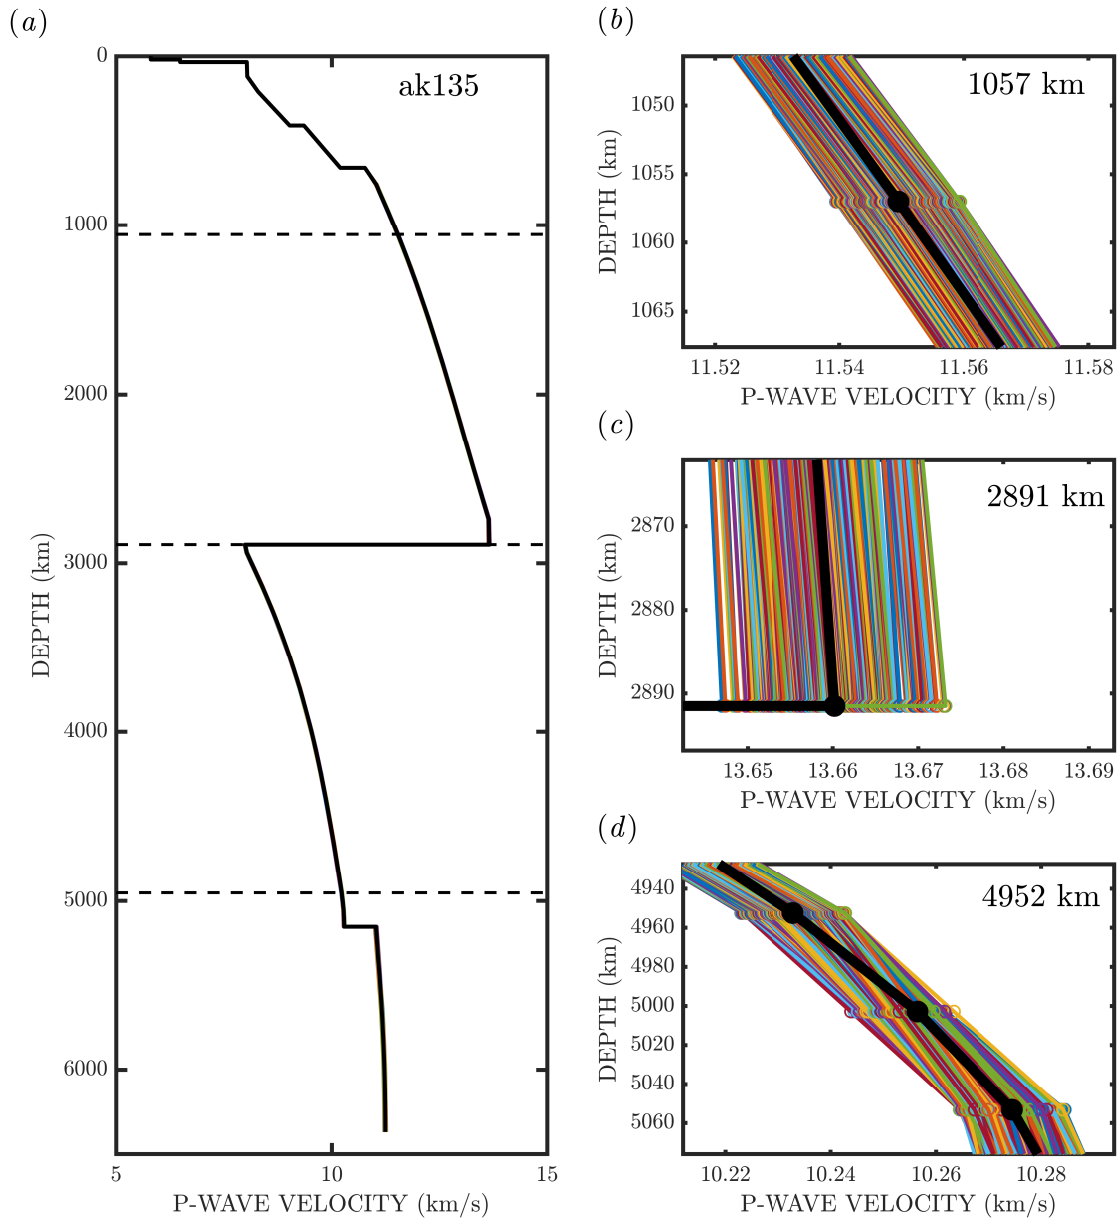 (a)
ak135
0
1000
2000
3000
4000
5000
6000
DEPTH (km)
5
10
15
P-WAVE VELOCITY (km/s)
(b)
1057 km
1050
1055
1060
1065
DEPTH (km)
11.52
11.54
11.56
11.58
P-WAVE VELOCITY (km/s)
(c)
2891 km
2870
2880
2890
DEPTH (km)
13.65
13.66
13.67
13.68
13.69
P-WAVE VELOCITY (km/s)
(d)
4952 km
4940
4960
4980
5000
5020
5040
5060
DEPTH (km)
10.22
10.24
10.26
10.28
P-WAVE VELOCITY (km/s)